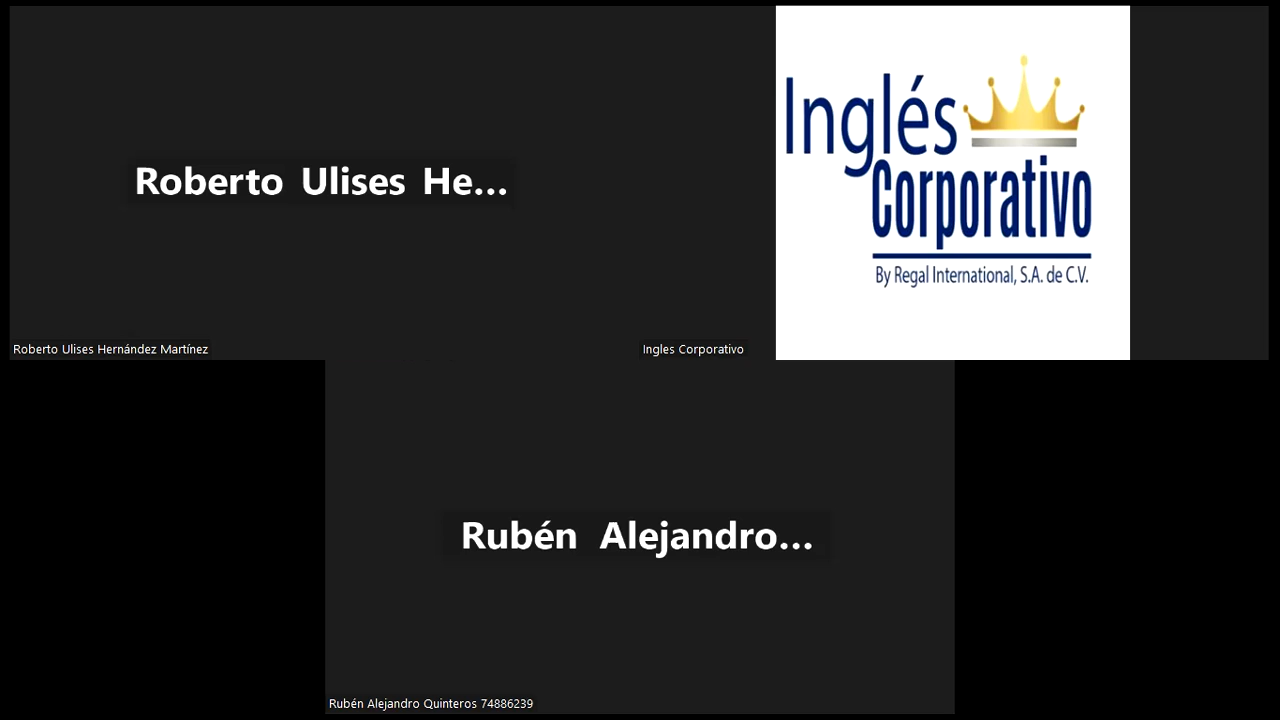 Roberto Ulises He...
Roberto Ulises Hernández Martínez
Inglés
Corporativo
By Regal International, S.A. de C.V.
Ingles Corporativo
Rubén Alejandro...
Rubén Alejandro Quinteros 74886239